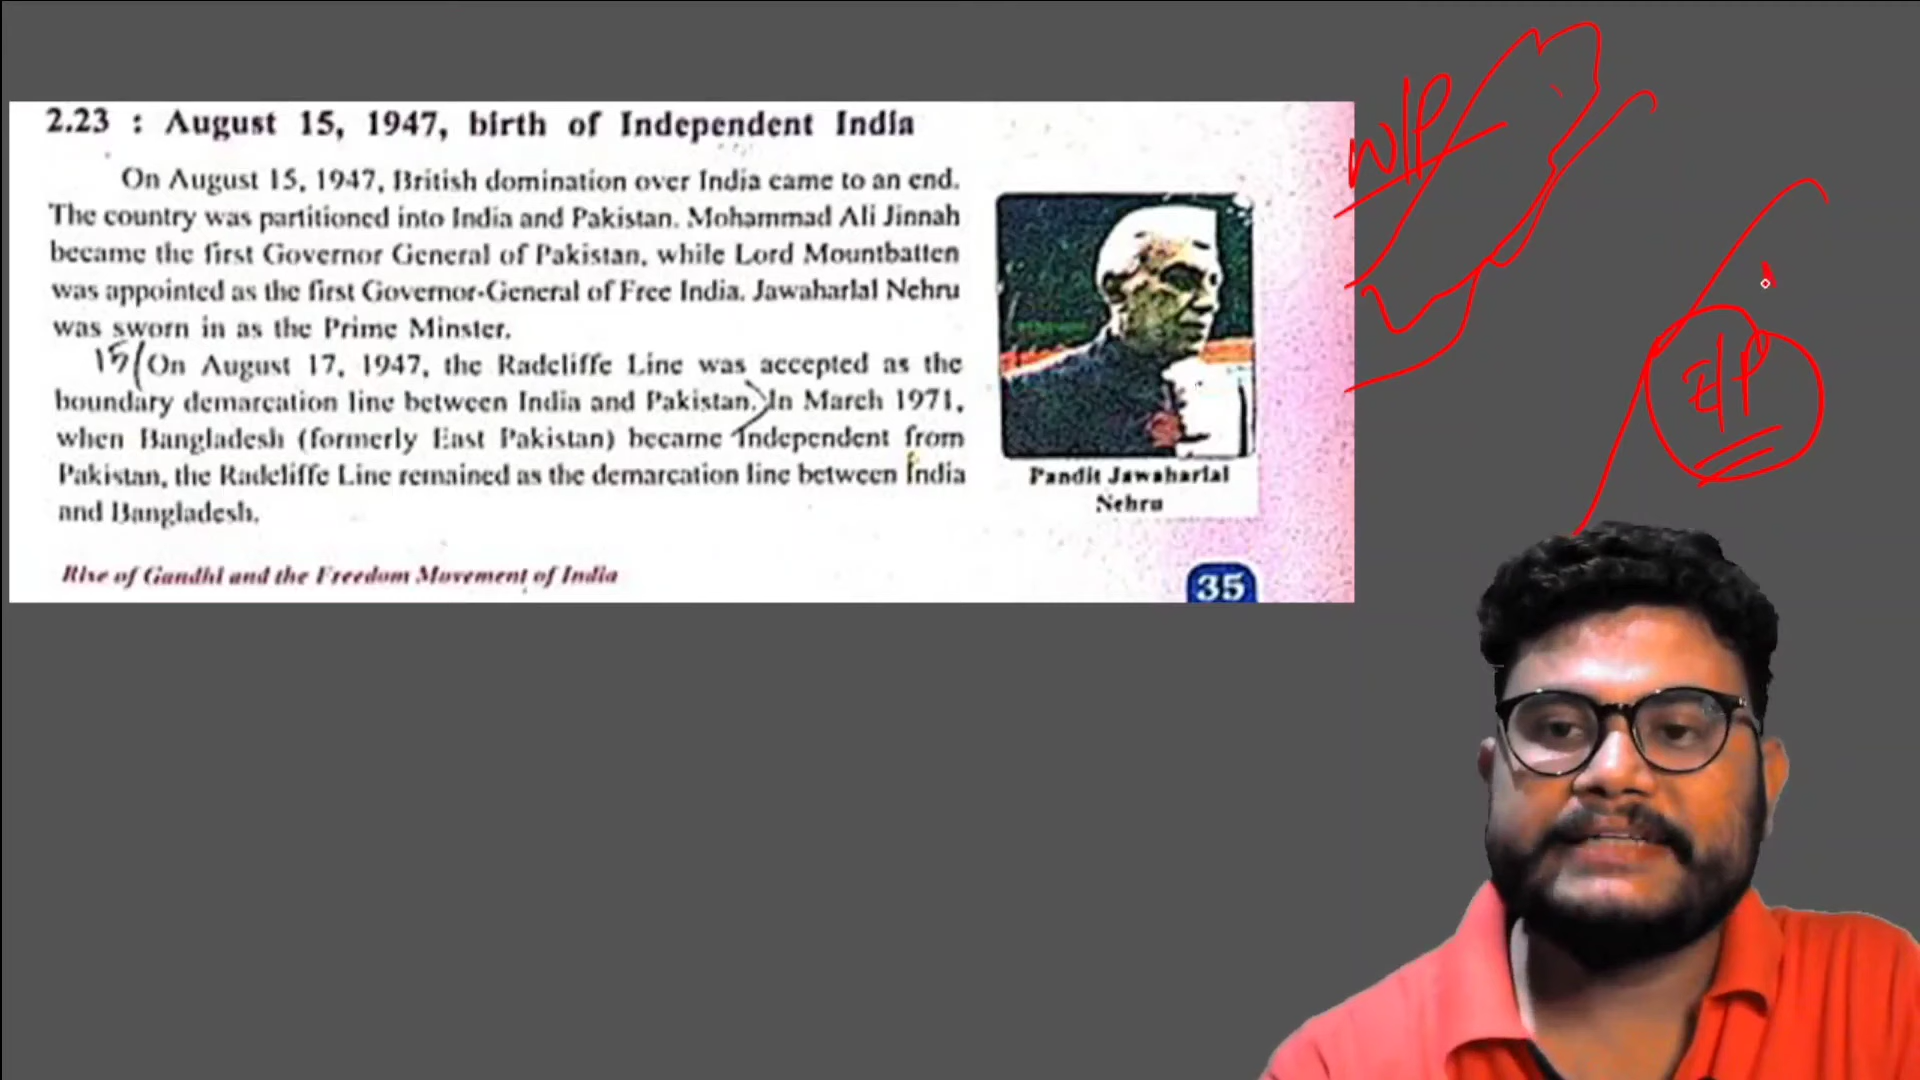 2.23 : August 15, 1947, birth of Independent India
On August 15, 1947, British domination over India came to an end.
The country was partitioned into India and Pakistan. Mohammad Ali Jinnah
became the first Governor General of Pakistan, while Lord Mountbatten
was appointed as the first Governor-General of Free India. Jawaharlal Nehru
was sworn in as the Prime Minster.
15 On August 17, 1947, the Radcliffe Line was accepted as the
boundary demarcation line between India and Pakistan. In March 1971,
when Bangladesh (formerly East Pakistan) became Independent from
Pakistan, the Radcliffe Line remained as the demarcation line between India
and Bangladesh.
Pandit Jawaharlal
Nehru
Rise of Gandhi and the Freedom Movement of India
35
W/P
E/P